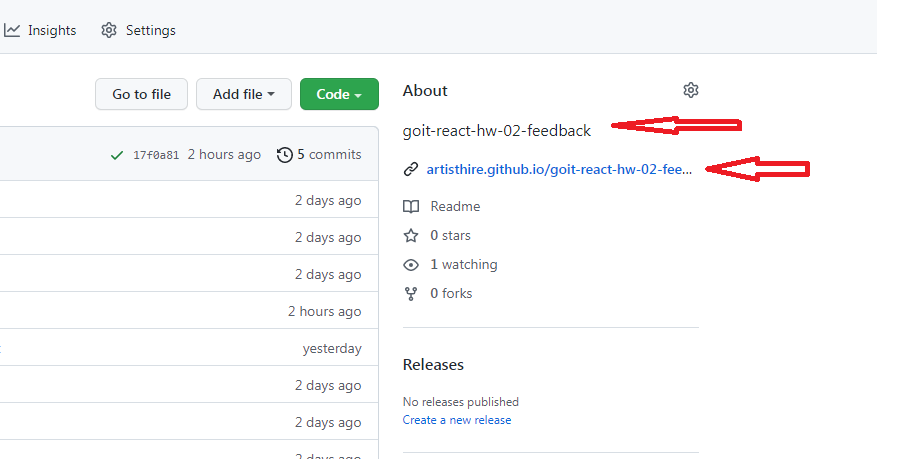 Insights
Settings
Go to file
Add file
Code
17f0a81 2 hours ago 5 commits
2 days ago
2 days ago
2 days ago
2 hours ago
yesterday
2 days ago
2 days ago
2 days ago
About
goit-react-hw-02-feedback
artisthire.github.io/goit-react-hw-02-fee...
Readme
0 stars
1 watching
0 forks
Releases
No releases published
Create a new release